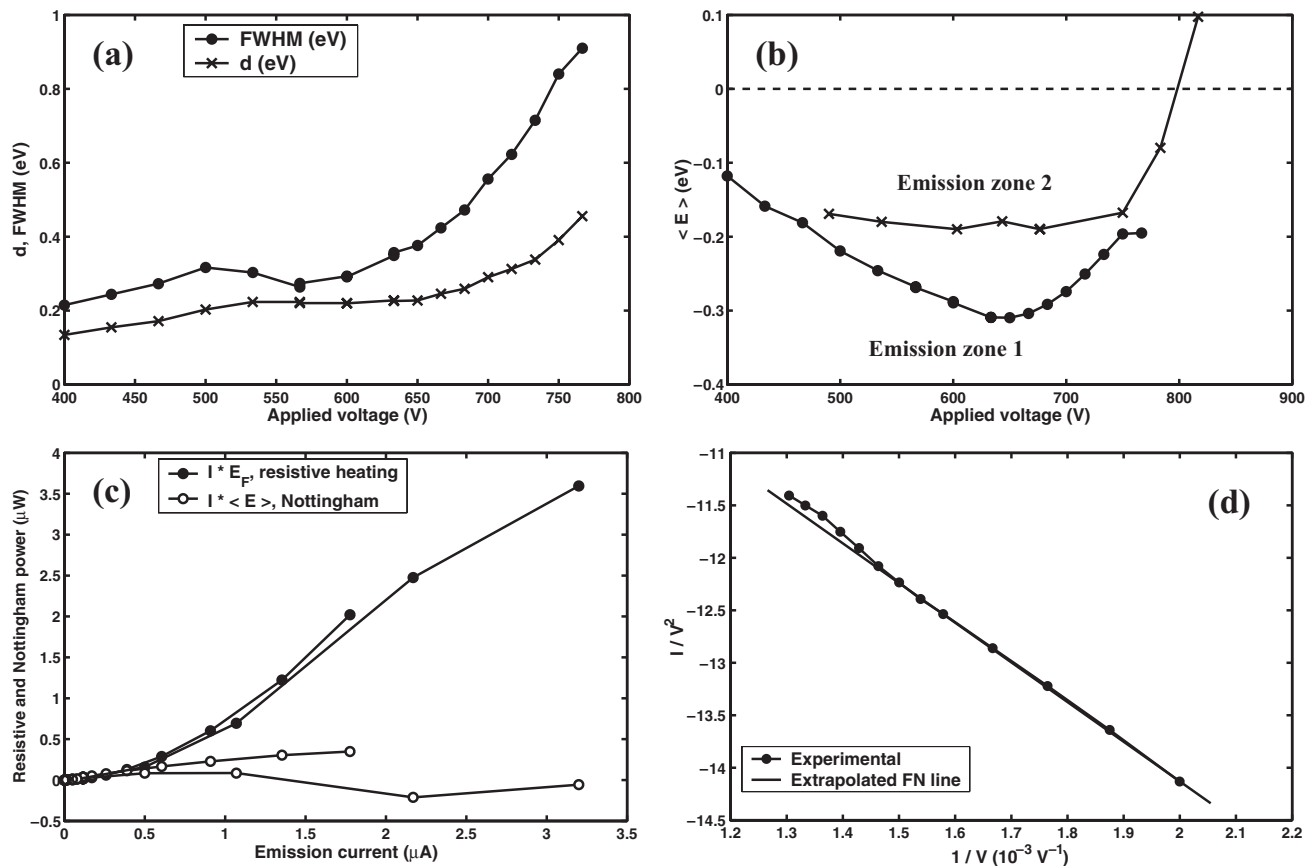 (a)
FWHM (eV)
d (eV)
d, FWHM (eV)
1
0.8
0.6
0.4
0.2
0
400 450 500 550 600 650 700 750 800
Applied voltage (V)
(b)
Emission zone 2
Emission zone 1
< E > (eV)
0.1
0
−0.1
−0.2
−0.3
−0.4
400 500 600 700 800 900
Applied voltage (V)
(c)
I * E_F, resistive heating
I * < E >, Nottingham
Resistive and Nottingham power (μW)
4
3.5
3
2.5
2
1.5
1
0.5
0
−0.5
0 0.5 1 1.5 2 2.5 3 3.5
Emission current (μA)
(d)
I / V²
−11
−11.5
−12
−12.5
−13
−13.5
−14
−14.5
Experimental
Extrapolated FN line
1.2 1.3 1.4 1.5 1.6 1.7 1.8 1.9 2 2.1 2.2
1 / V (10⁻³ V⁻¹)